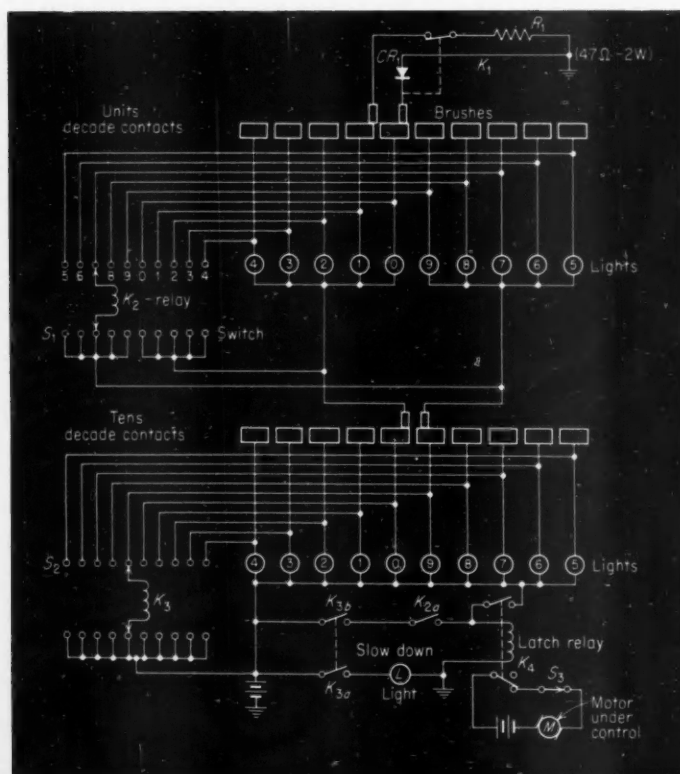 R1
CR1
K1
(47Ω-2W)
Units
decade contacts
Brushes
5 6 8 9 0 1 2 3 4
4 3 2 1 0 9 8 7 6 5 Lights
K2-relay
S1
Switch
Tens
decade contacts
S2
4 3 2 1 0 9 8 7 6 5 Lights
K3
K3b
K2a
Slow down
Latch relay
K4
S3
L
K3a
Light
M
Motor
under
control